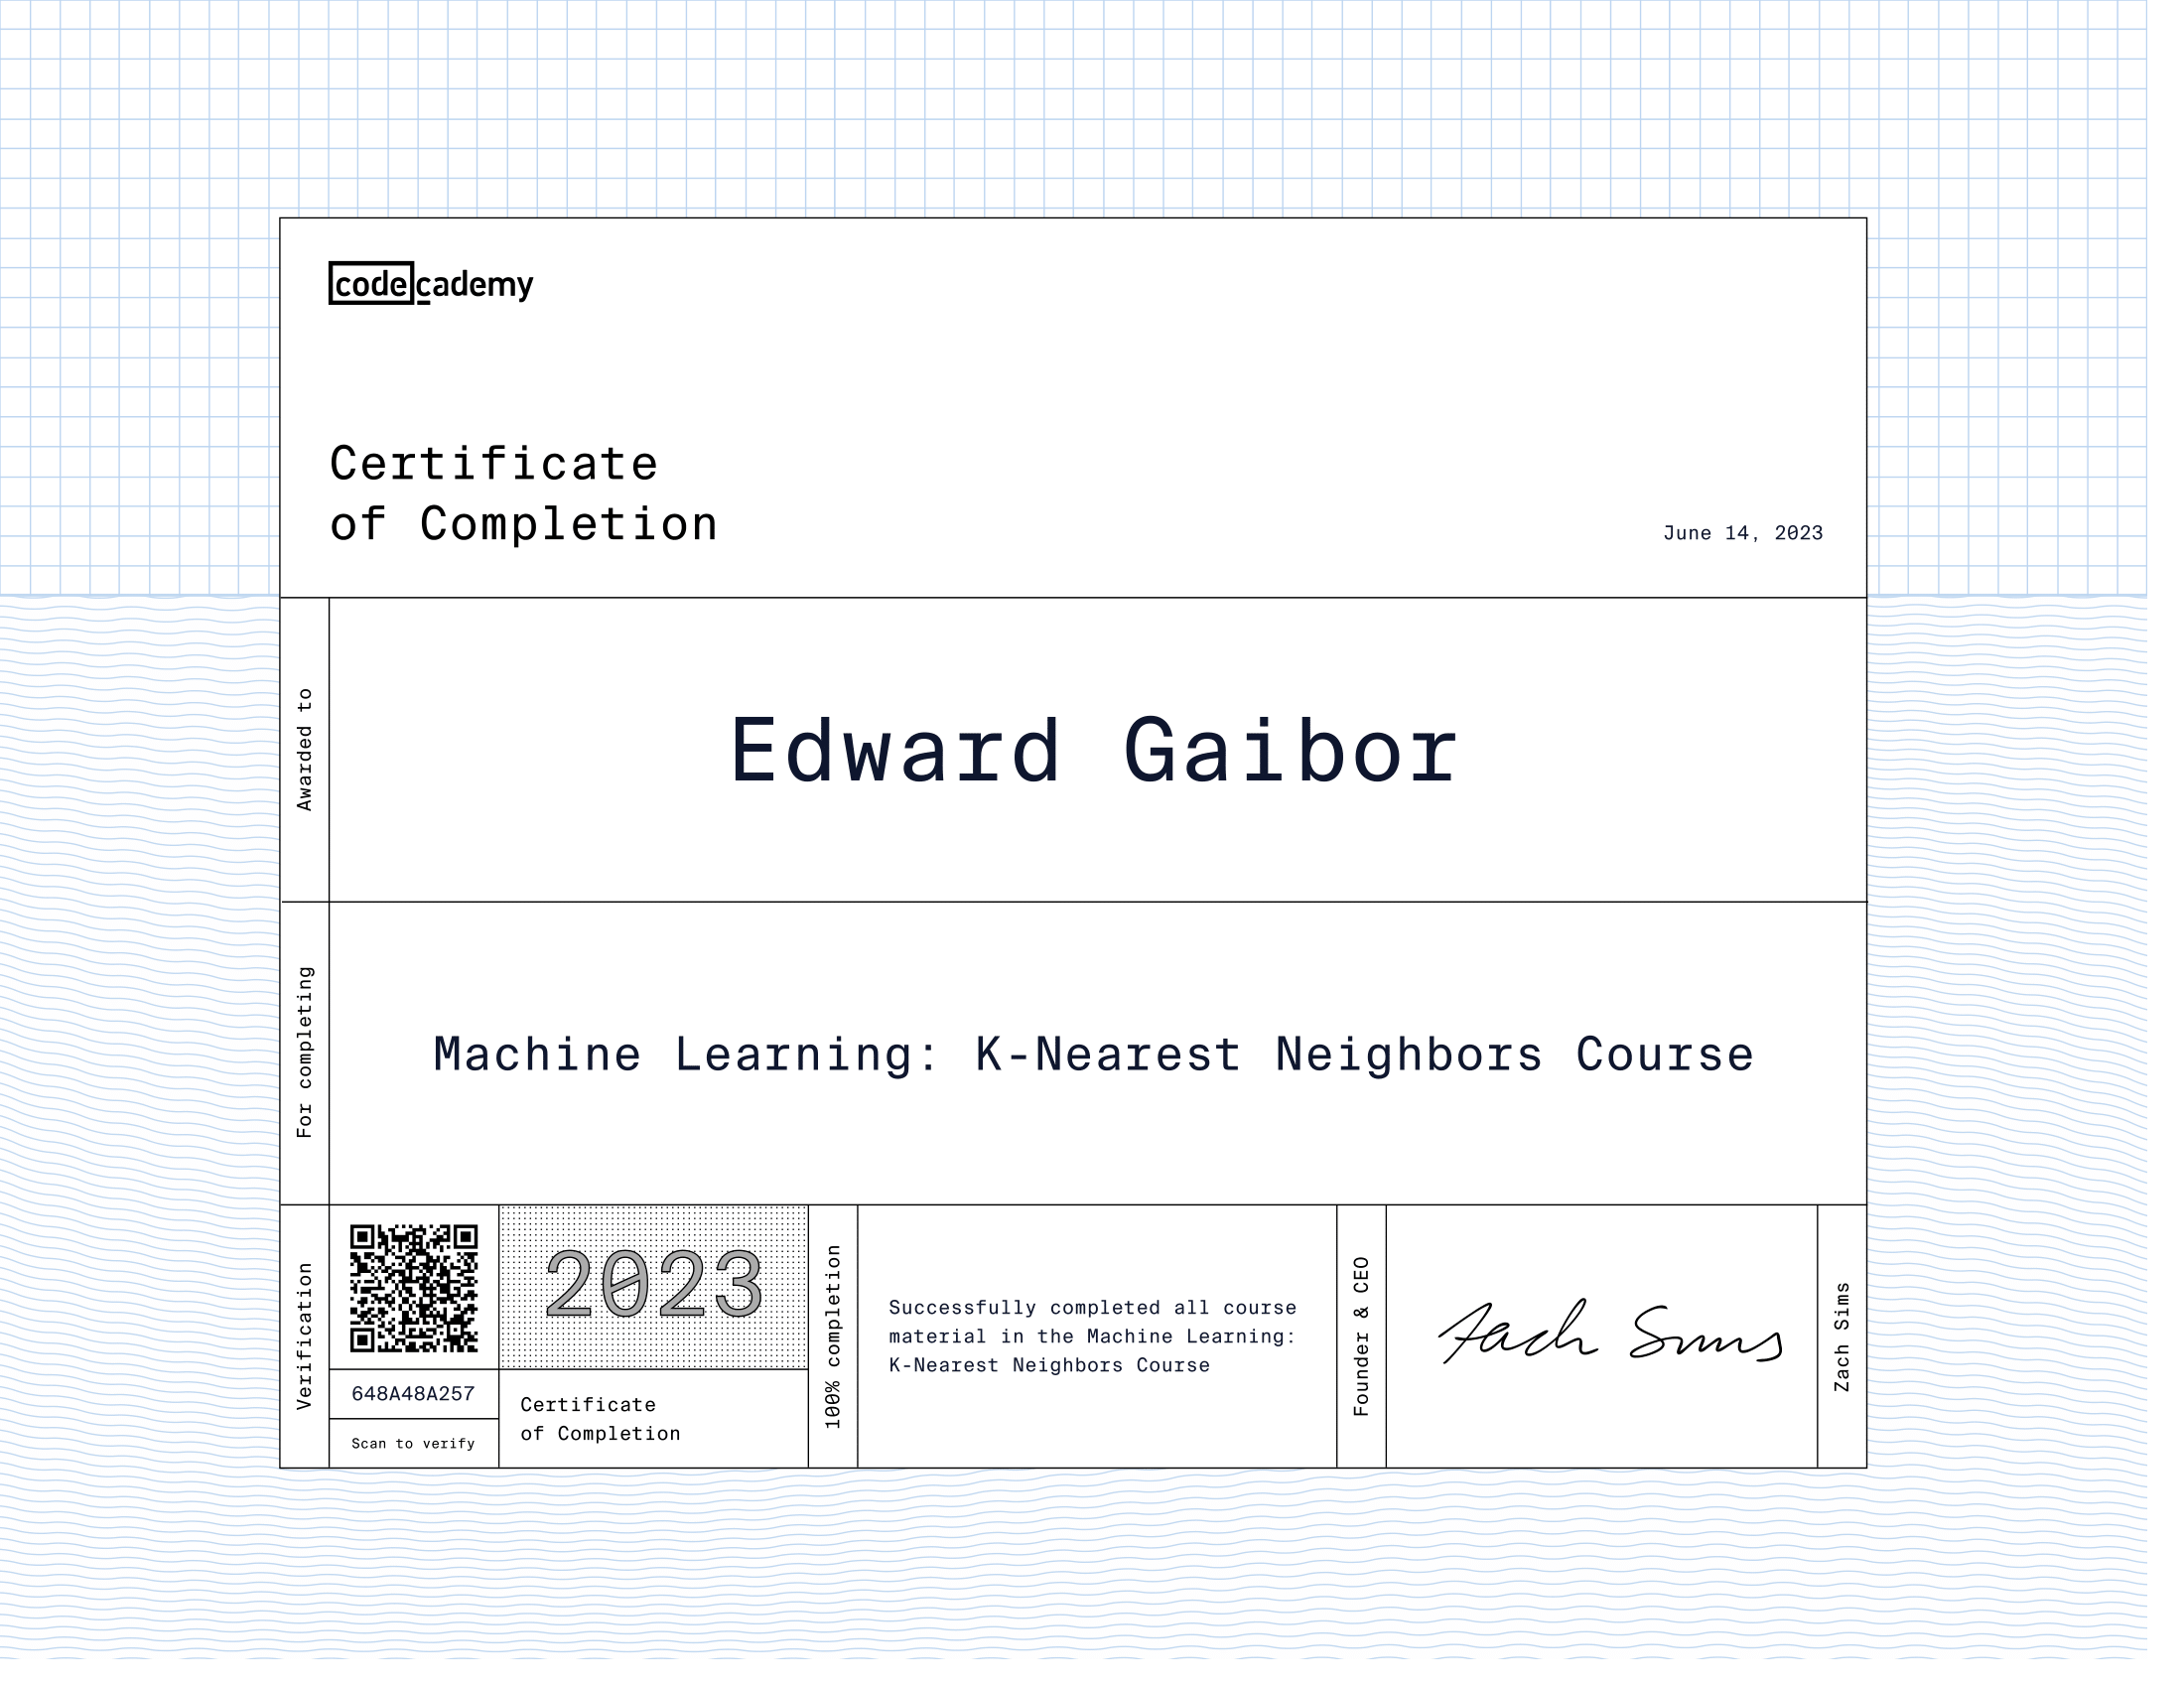 codecademy
Certificate
of Completion
June 14, 2023
Awarded to
Edward Gaibor
For completing
Machine Learning: K-Nearest Neighbors Course
Verification
648A48A257
Scan to verify
2023
Certificate
of Completion
100% completion
Successfully completed all course
material in the Machine Learning:
K-Nearest Neighbors Course
Founder & CEO
Zach Sims
Zach Sims